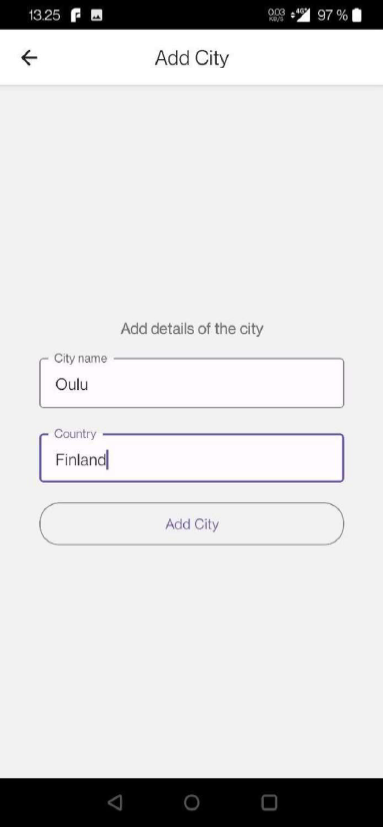 13.25 0.03 KB/S 4G 97 %
Add City
Add details of the city
City name
Oulu
Country
Finland
Add City